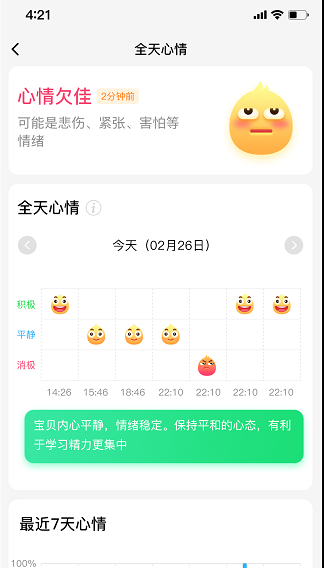 4:21
全天心情
心情欠佳 2分钟前
可能是悲伤、紧张、害怕等
情绪
全天心情
今天（02月26日）
积极
平静
消极
14:26 15:46 18:46 22:10 22:10 22:10 22:10
宝贝内心平静，情绪稳定。保持平和的心态，有利
于学习精力更集中
最近7天心情
100%